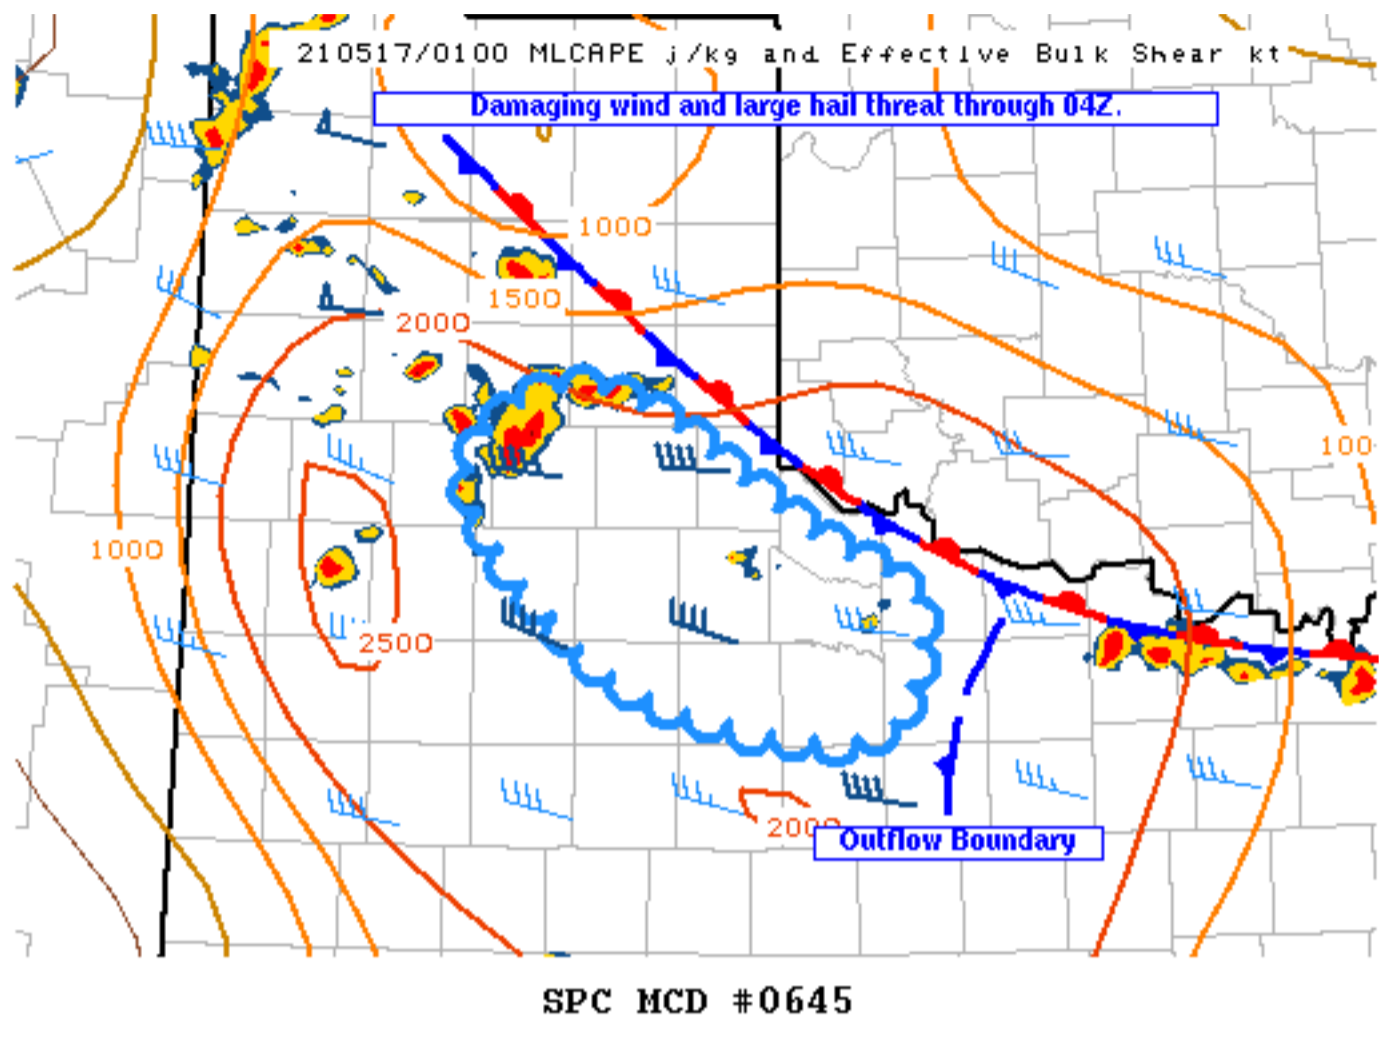 210517/0100 MLCAPE j/kg and Effective Bulk Shear kt
Damaging wind and large hail threat through 04Z.
1000
1500
2000
100
1000
2500
2000
Outflow Boundary
SPC MCD #0645